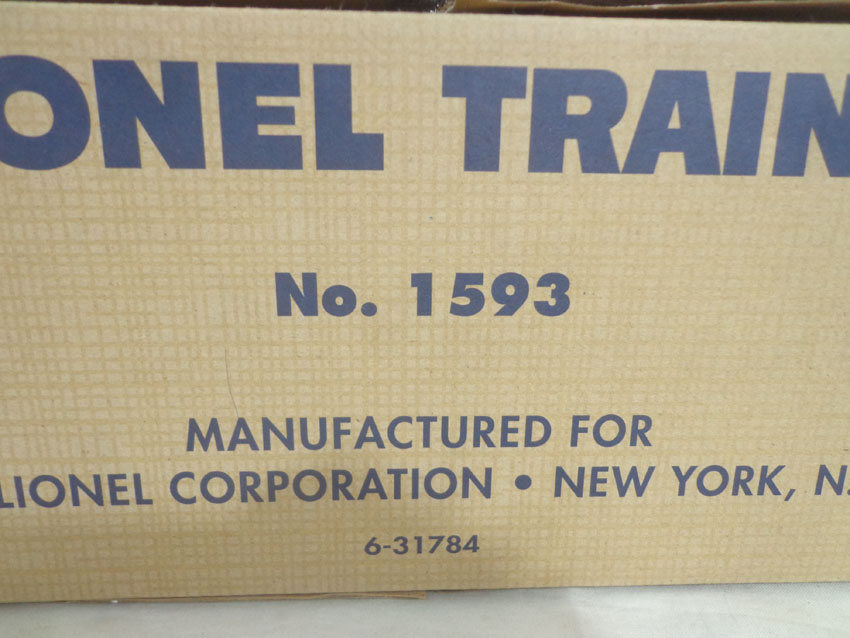 ONEL TRAIN
No. 1593
MANUFACTURED FOR
LIONEL CORPORATION • NEW YORK, N.
6-31784